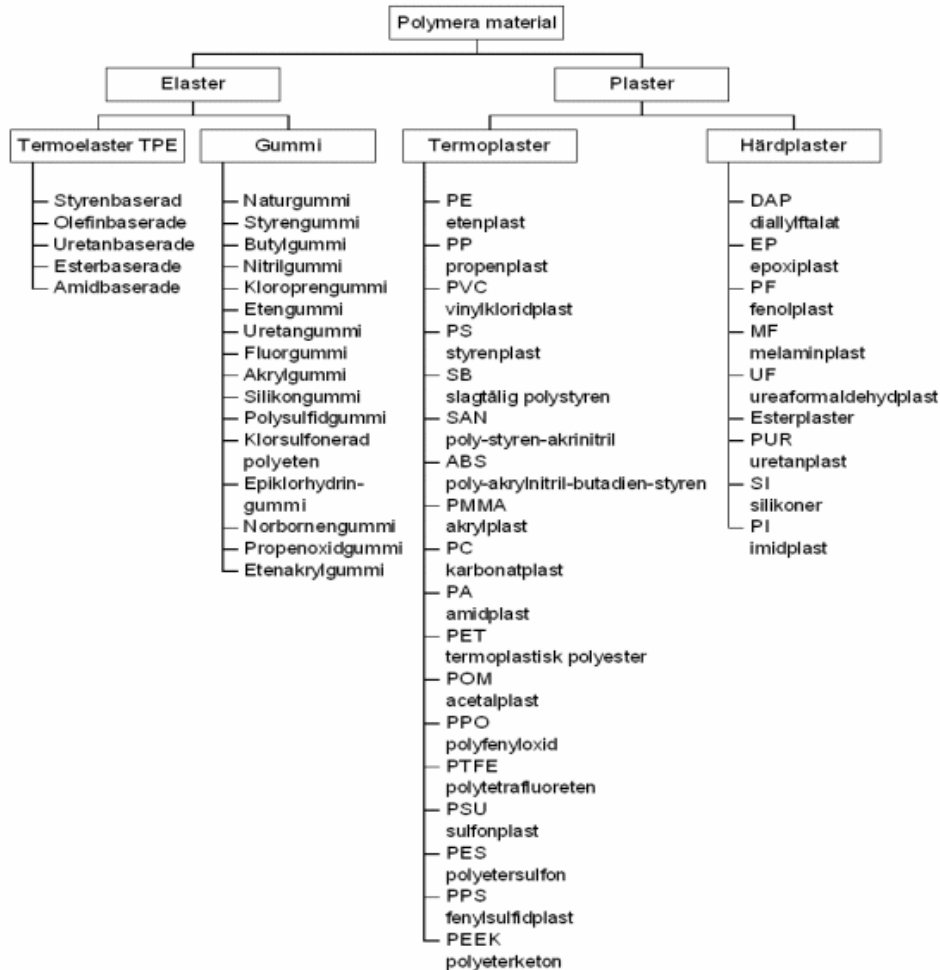 Polymera material
Elaster
Plaster
Termoelaster TPE
Gummi
Termoplaster
Härdplaster
Styrenbaserad
Olefinbaserade
Uretanbaserade
Esterbaserade
Amidbaserade
Naturgummi
Styrengummi
Butylgummi
Nitrilgummi
Kloroprengummi
Etengummi
Uretangummi
Fluorgummi
Akrylgummi
Silikongummi
Polysulfidgummi
Klorsulfonerad
polyeten
Epiklorhydrin-
gummi
Norbornengummi
Propenoxidgummi
Etenakrylgummi
PE
etenplast
PP
propenplast
PVC
vinylkloridplast
PS
styrenplast
SB
slagtålig polystyren
SAN
poly-styren-akrinitril
ABS
poly-akrylnitril-butadien-styren
PMMA
akrylplast
PC
karbonatplast
PA
amidplast
PET
termoplastisk polyester
POM
acetalplast
PPO
polyfenyloxid
PTFE
polytetrafluoreten
PSU
sulfonplast
PES
polyetersulfon
PPS
fenylsulfidplast
PEEK
polyeterketon
DAP
diallylftalat
EP
epoxiplast
PF
fenolplast
MF
melaminplast
UF
ureaformaldehydplast
Esterplaster
PUR
uretanplast
SI
silikoner
PI
imidplast